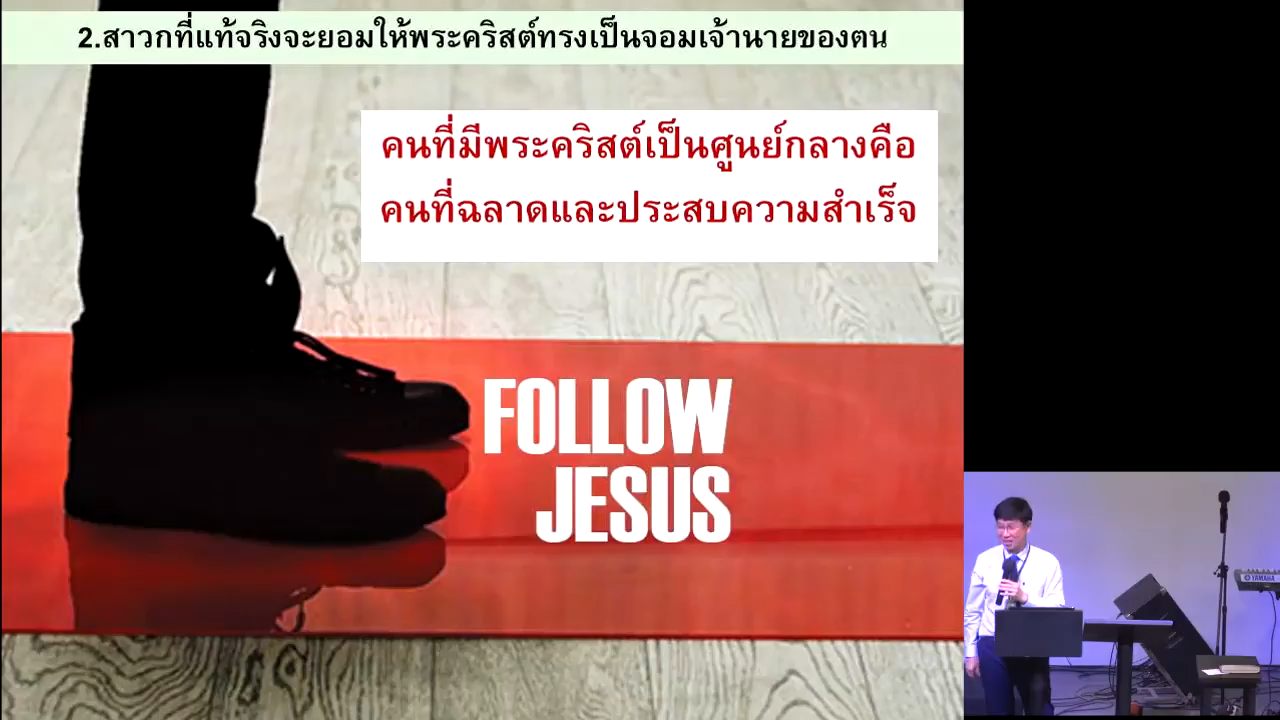 2.สาวกที่แท้จริงจะยอมให้พระคริสต์ทรงเป็นจอมเจ้านายของตน
คนที่มีพระคริสต์เป็นศูนย์กลางคือ
คนที่ฉลาดและประสบความสำเร็จ
FOLLOW
JESUS
YAMAHA